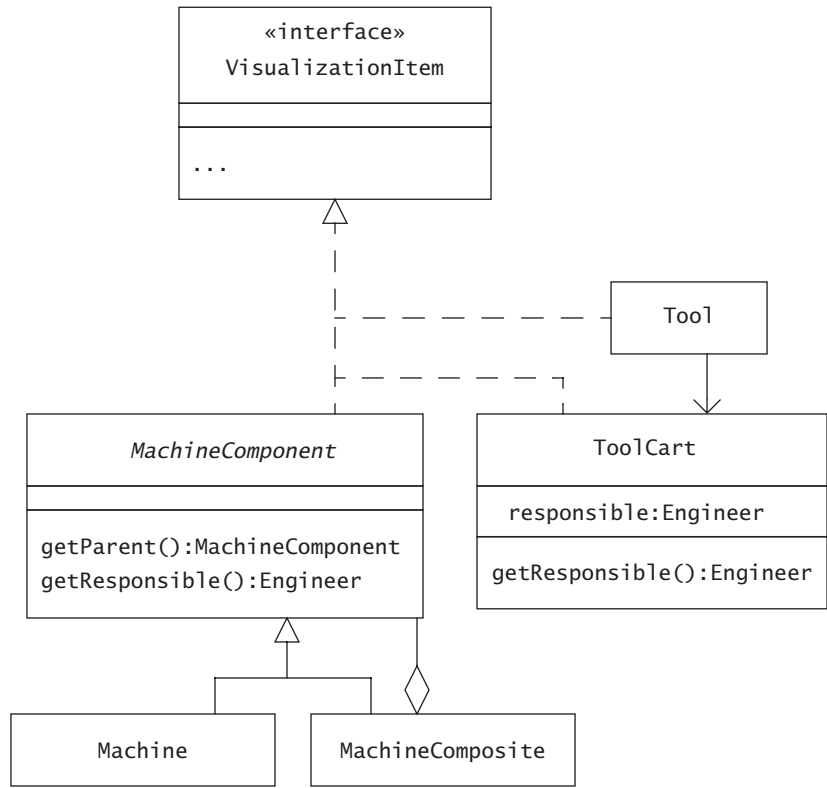 «interface»
VisualizationItem
...
Tool
MachineComponent
getParent():MachineComponent
getResponsible():Engineer
ToolCart
responsible:Engineer
getResponsible():Engineer
Machine
MachineComposite